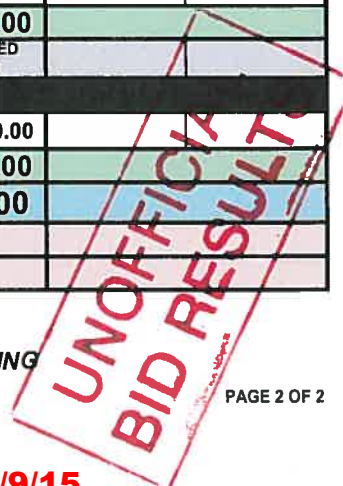 00
ED
0.00
00
00
UNOFFICIAL
BID RESULTS
ING
PAGE 2 OF 2
/9/15